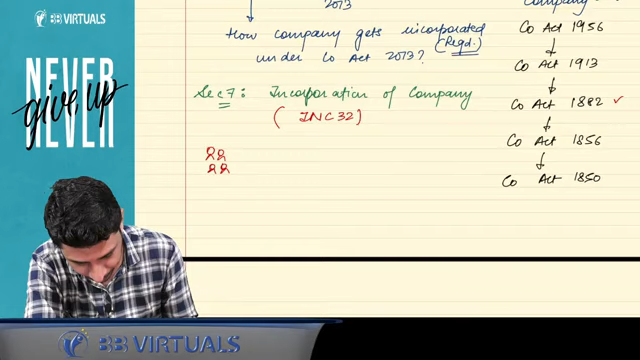 BB VIRTUALS
NEVER
give up
NEVER
2013
How company gets incorporated
(Regd.)
under Co Act 2013?
Sec 7: Incorporation of Company
(INC 32)
Co Act 1956
Co Act 1913
Co Act 1882 ✓
Co Act 1856
Co Act 1850
BB VIRTUALS